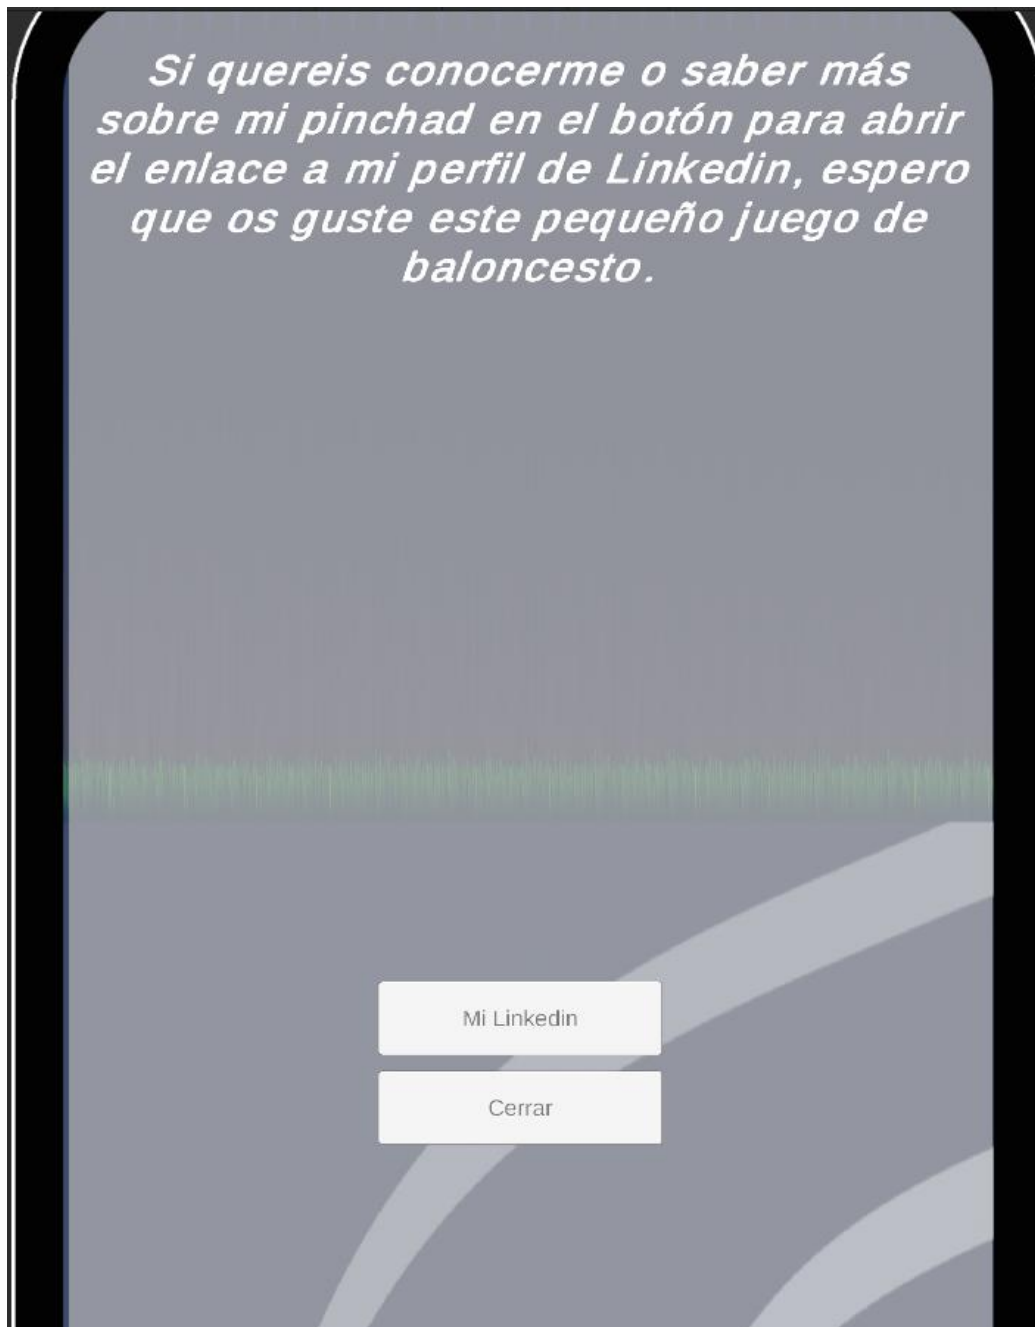 Si quereis conocerme o saber más
sobre mi pinchad en el botón para abrir
el enlace a mi perfil de Linkedin, espero
que os guste este pequeño juego de
baloncesto.
Mi Linkedin
Cerrar